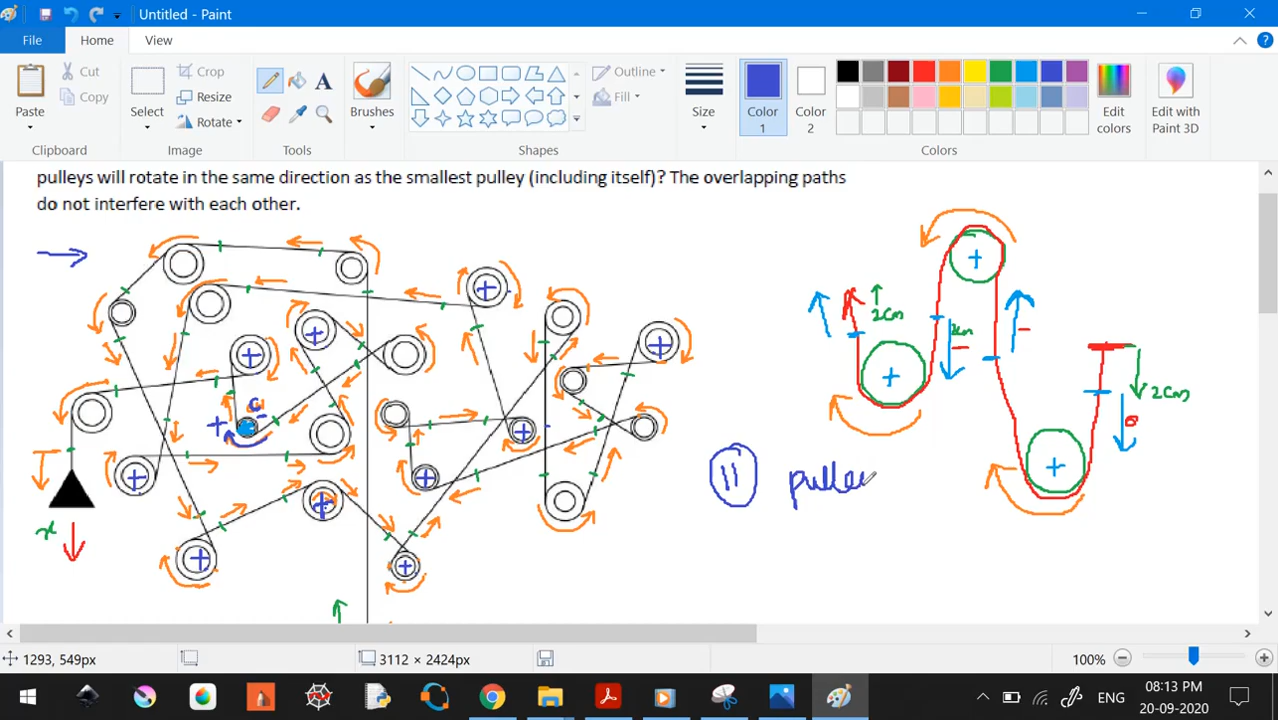 Untitled - Paint
File
Home
View
Paste
Cut
Copy
Clipboard
Select
Crop
Resize
Rotate
Image
A
Tools
Brushes
Outline
Fill
Shapes
Size
Color
1
Color
2
Colors
Edit
colors
Edit with
Paint 3D
pulleys will rotate in the same direction as the smallest pulley (including itself)? The overlapping paths
do not interfere with each other.
+ + + + + + + + + +
x
2cm
2cm
2cm
+ + +
11 pulley
1293, 549px
3112 × 2424px
100%
ENG
08:13 PM
20-09-2020